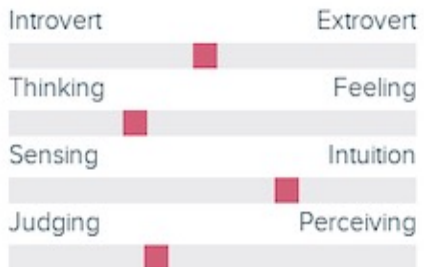 Introvert Extrovert
Thinking Feeling
Sensing Intuition
Judging Perceiving